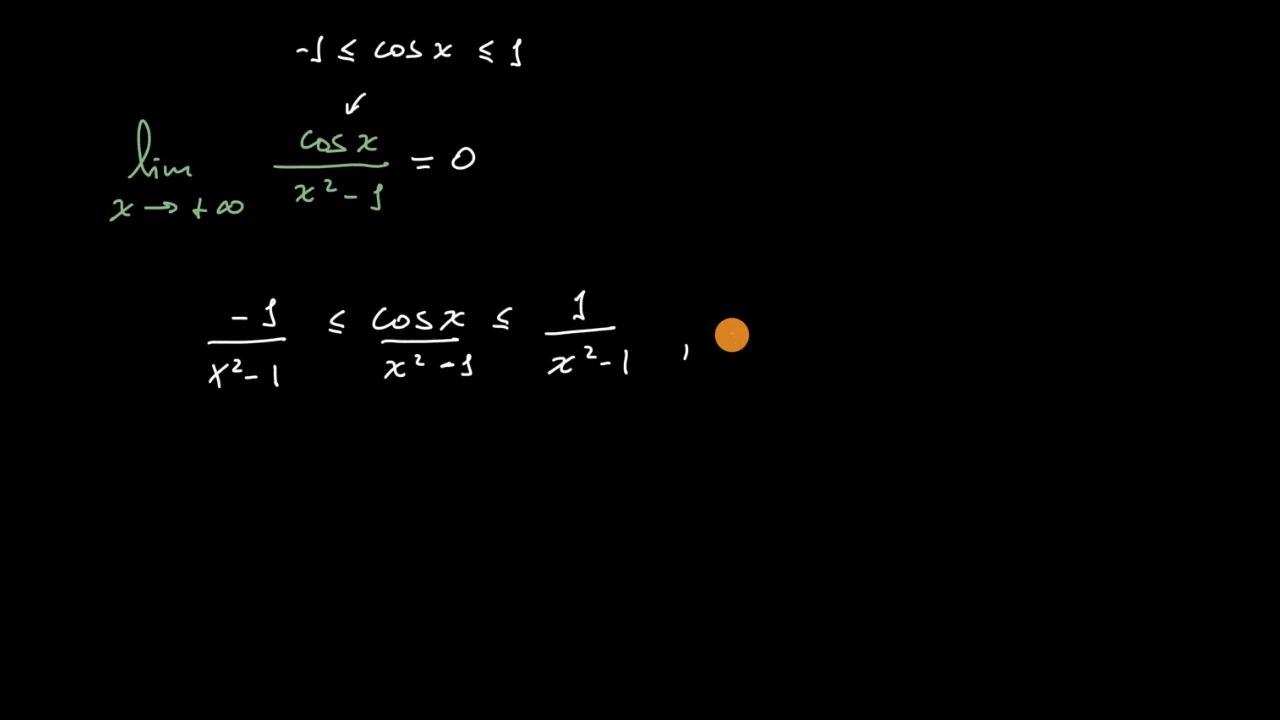 -1 ≤ cos x ≤ 1
lim x → +∞ cos x / x² - 1 = 0
-1 / x² - 1 ≤ cos x / x² - 1 ≤ 1 / x² - 1 ,